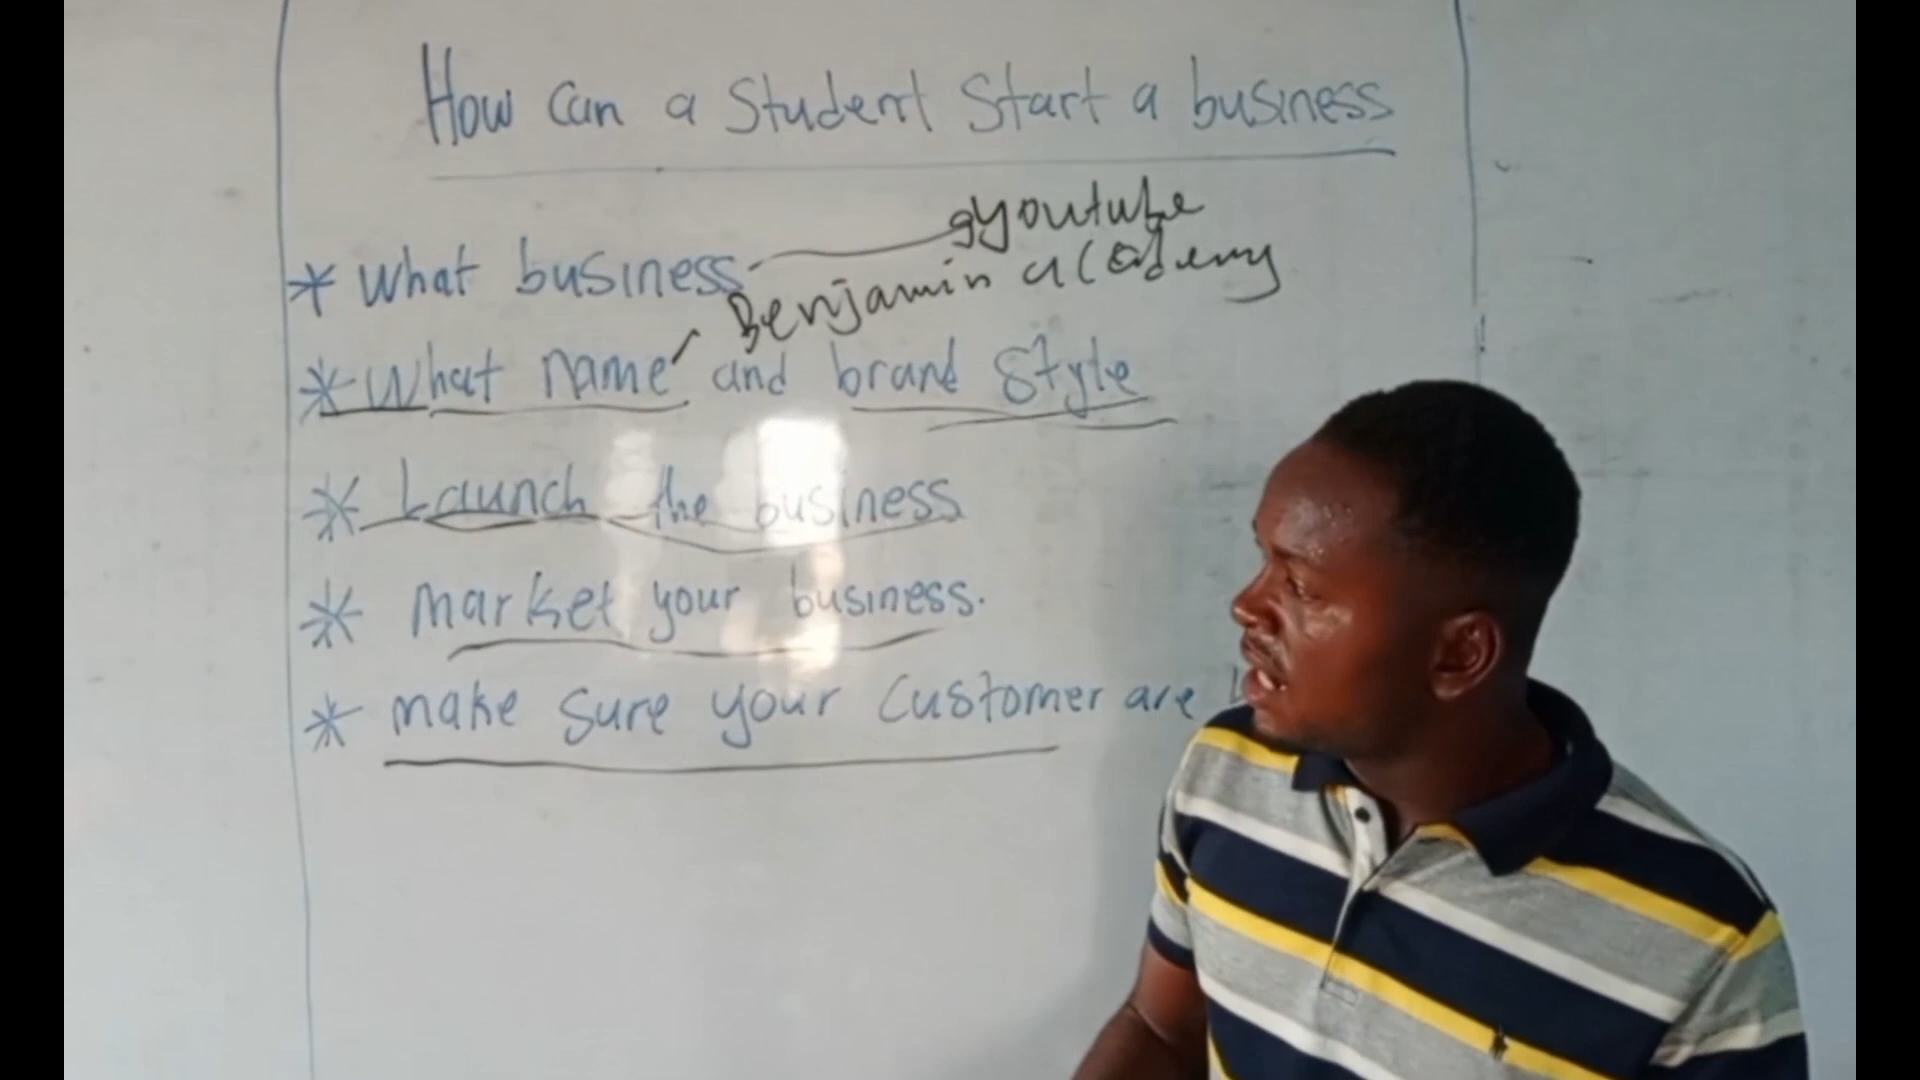 How can a Student Start a business
youtube
* What business
Benjamin academy
* What name and brand Style
* Launch the business
* market your business.
* make sure your Customer are